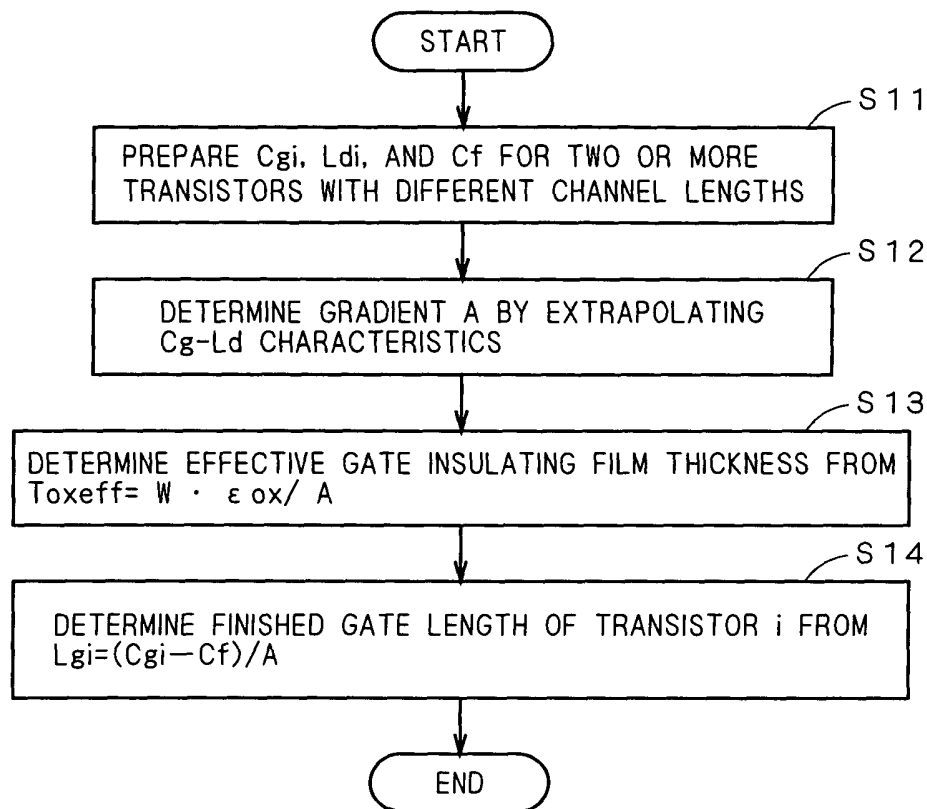 START
S11
PREPARE Cgi, Ldi, AND Cf FOR TWO OR MORE
TRANSISTORS WITH DIFFERENT CHANNEL LENGTHS
S12
DETERMINE GRADIENT A BY EXTRAPOLATING
Cg-Ld CHARACTERISTICS
S13
DETERMINE EFFECTIVE GATE INSULATING FILM THICKNESS FROM
Toxeff= W · εox/ A
S14
DETERMINE FINISHED GATE LENGTH OF TRANSISTOR i FROM
Lgi=(Cgi—Cf)/A
END